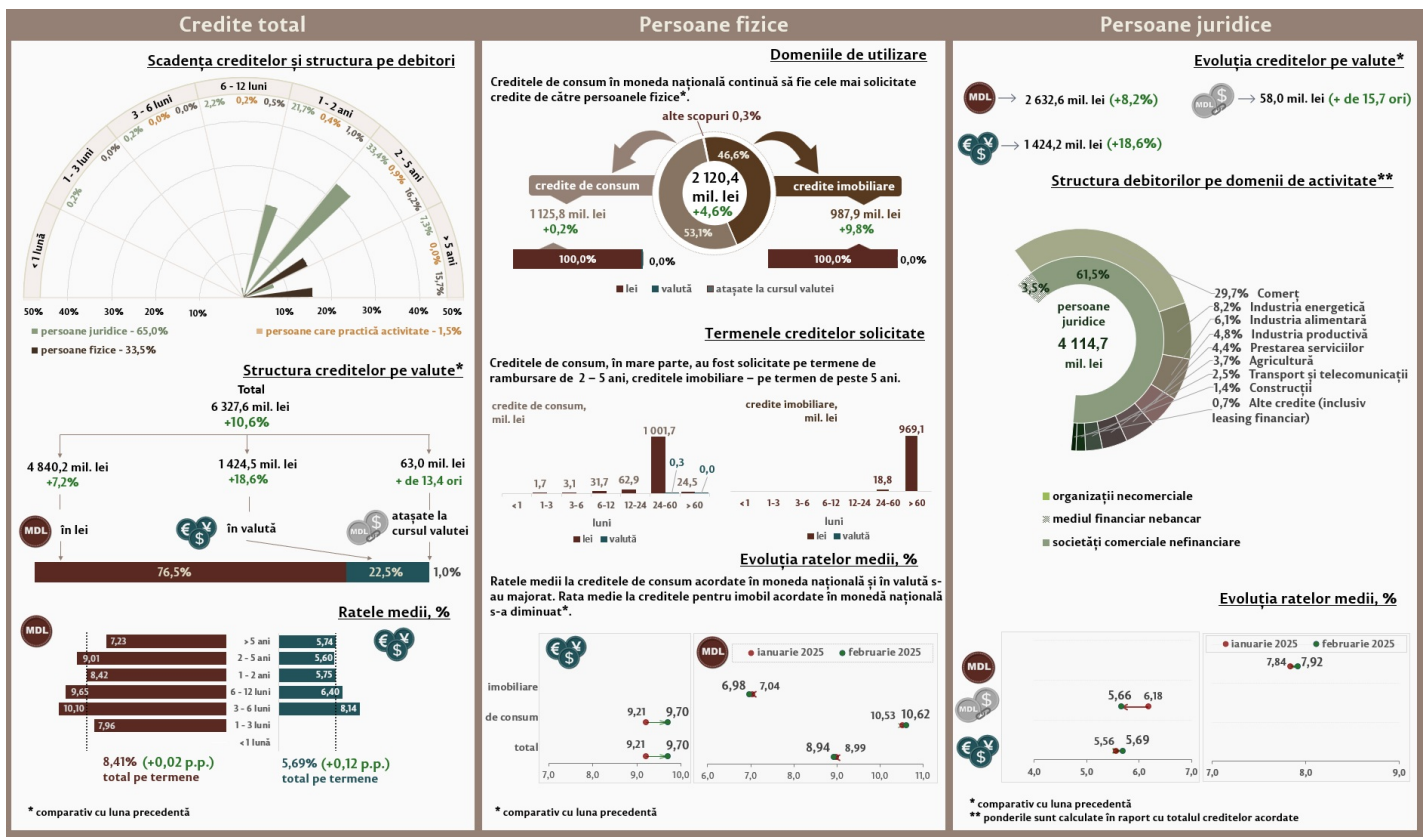 Credite total
Scadența creditelor și structura pe debitori
< 1 lună
1 - 3 luni
3 - 6 luni
6 - 12 luni
1 - 2 ani
2 - 5 ani
> 5 ani
0,2%
0,0%
0,2%
0,0%
0,0%
2,2%
0,2%
0,5%
21,7%
0,4%
1,0%
33,4%
0,9%
16,2%
7,3%
0,0%
15,7%
50% 40% 30% 20% 10% 10% 20% 30% 40% 50%
persoane juridice - 65,0%
persoane care practică activitate - 1,5%
persoane fizice - 33,5%
Structura creditelor pe valute*
Total
6 327,6 mil. lei
+10,6%
4 840,2 mil. lei
+7,2%
1 424,5 mil. lei
+18,6%
63,0 mil. lei
+ de 13,4 ori
MDL
în lei
€ ¥ $
în valută
MDL $
atașate la
cursul valutei
76,5% 22,5% 1,0%
Ratele medii, %
MDL
€ ¥ $
7,23 > 5 ani 5,74
9,01 2 - 5 ani 5,60
8,42 1 - 2 ani 5,75
9,65 6 - 12 luni 6,40
10,10 3 - 6 luni 8,14
7,96 1 - 3 luni
< 1 lună
8,41% (+0,02 p.p.)
total pe termene
5,69% (+0,12 p.p.)
total pe termene
* comparativ cu luna precedentă
Persoane fizice
Domeniile de utilizare
Creditele de consum în moneda națională continuă să fie cele mai solicitate
credite de către persoanele fizice*.
alte scopuri 0,3%
46,6%
2 120,4
mil. lei
+4,6%
53,1%
credite de consum
1 125,8 mil. lei
+0,2%
100,0% 0,0%
credite imobiliare
987,9 mil. lei
+9,8%
100,0% 0,0%
lei valută atașate la cursul valutei
Termenele creditelor solicitate
Creditele de consum, în mare parte, au fost solicitate pe termene de
rambursare de 2 – 5 ani, creditele imobiliare – pe termen de peste 5 ani.
credite de consum,
mil. lei
1,7 3,1 31,7 62,9 1 001,7 0,3 24,5 0,0
< 1 1-3 3-6 6-12 12-24 24-60 > 60
luni
lei valută
credite imobiliare,
mil. lei
18,8 969,1
< 1 1-3 3-6 6-12 12-24 24-60 > 60
luni
lei valută
Evoluția ratelor medii, %
Ratele medii la creditele de consum acordate în moneda națională și în valută s-
au majorat. Rata medie la creditele pentru imobil acordate în monedă națională
s-a diminuat*.
€ ¥ $
MDL
ianuarie 2025 februarie 2025
imobiliare
6,98 7,04
de consum
9,21 9,70
10,53 10,62
total
9,21 9,70
8,94 8,99
7,0 8,0 9,0 10,0
6,0 7,0 8,0 9,0 10,0 11,0
* comparativ cu luna precedentă
Persoane juridice
Evoluția creditelor pe valute*
MDL
2 632,6 mil. lei (+8,2%)
MDL $
58,0 mil. lei (+ de 15,7 ori)
€ ¥ $
1 424,2 mil. lei (+18,6%)
Structura debitorilor pe domenii de activitate**
61,5%
3,5%
persoane
juridice
4 114,7
mil. lei
29,7% Comerț
8,2% Industria energetică
6,1% Industria alimentară
4,8% Industria productivă
4,4% Prestarea serviciilor
3,7% Agricultură
2,5% Transport și telecomunicații
1,4% Construcții
0,7% Alte credite (inclusiv
leasing financiar)
organizații necomerciale
mediul financiar nebancar
societăți comerciale nefinanciare
Evoluția ratelor medii, %
ianuarie 2025 februarie 2025
MDL
7,84 7,92
MDL $
5,66 6,18
€ ¥ $
5,56 5,69
4,0 5,0 6,0 7,0
7,0 8,0 9,0
* comparativ cu luna precedentă
** ponderile sunt calculate în raport cu totalul creditelor acordate